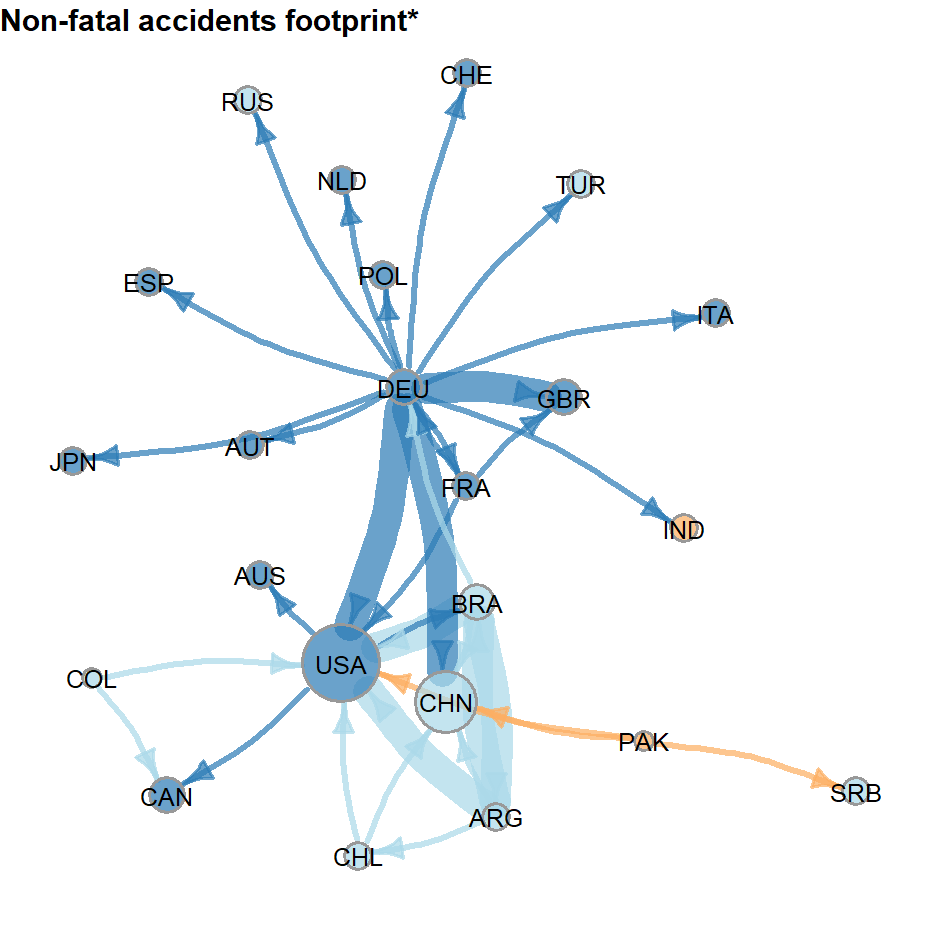 Non-fatal accidents footprint*
CHE
RUS
NLD
TUR
POL
ESP
ITA
DEU
GBR
AUT
JPN
FRA
IND
AUS
BRA
USA
COL
CHN
PAK
CAN
SRB
ARG
CHL